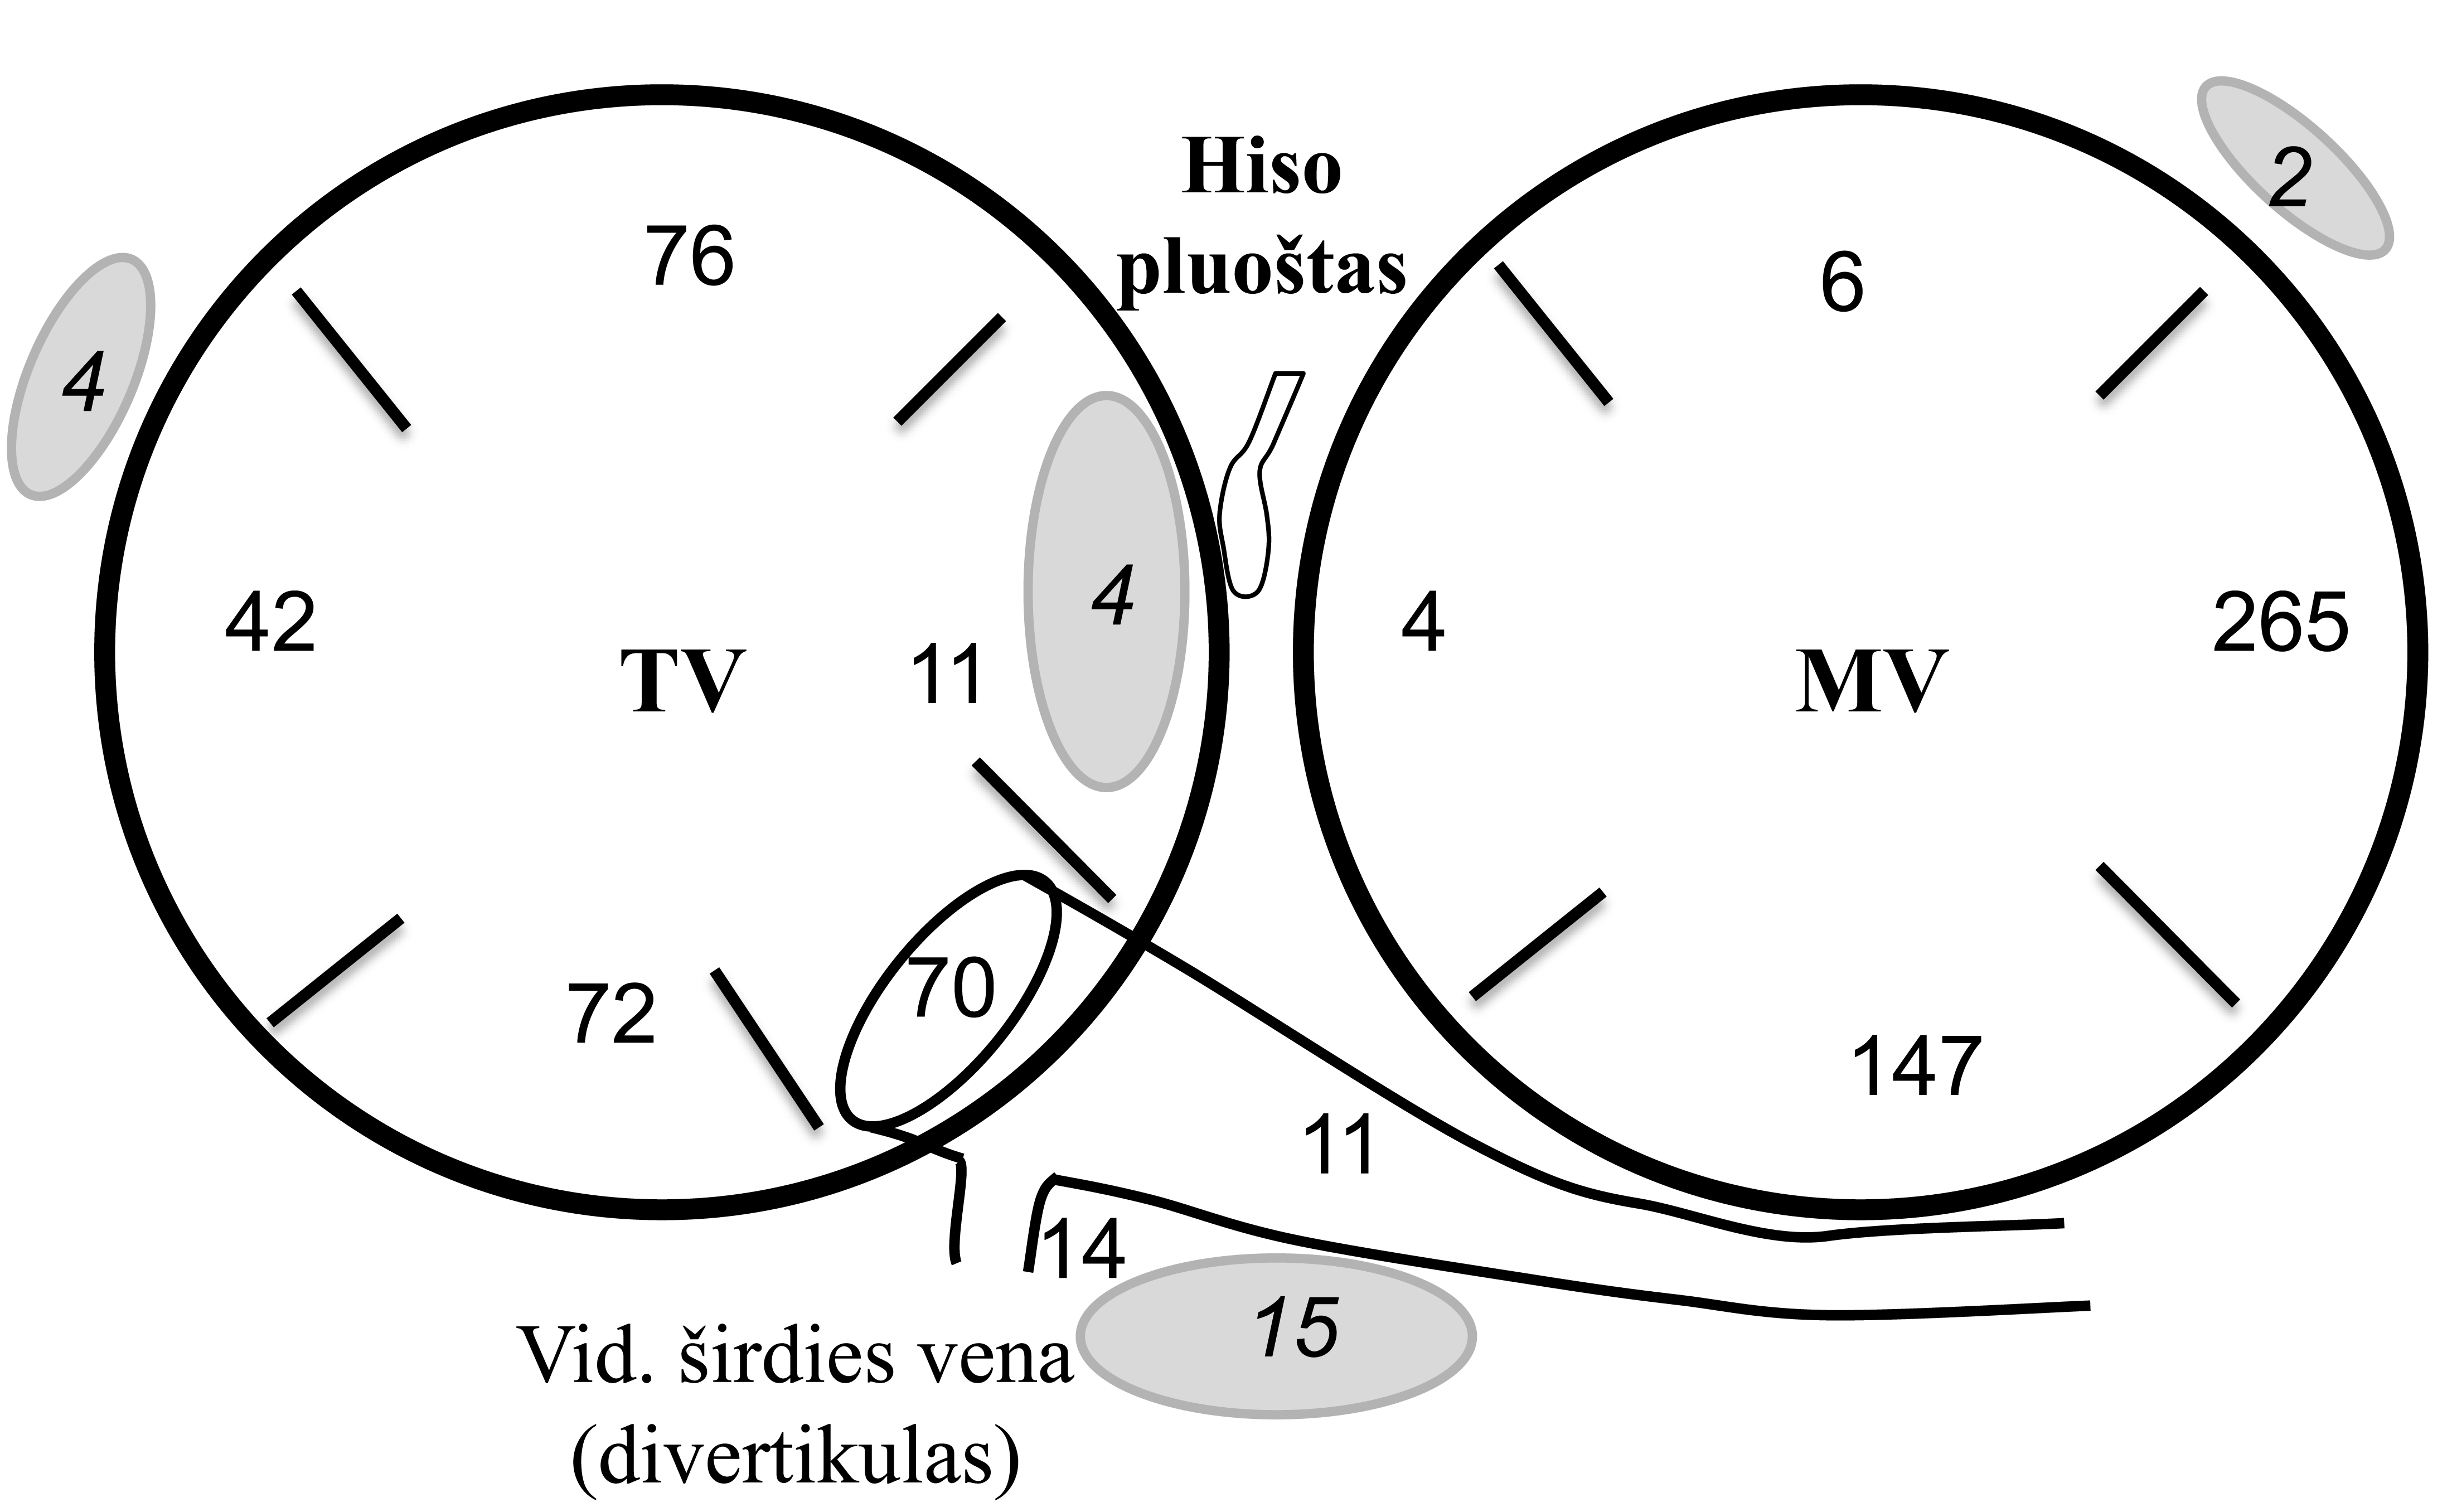 Hiso
pluoštas
2
76
6
4
42
TV
11
4
4
MV
265
70
72
147
11
14
15
Vid. širdies vena
(divertikulas)